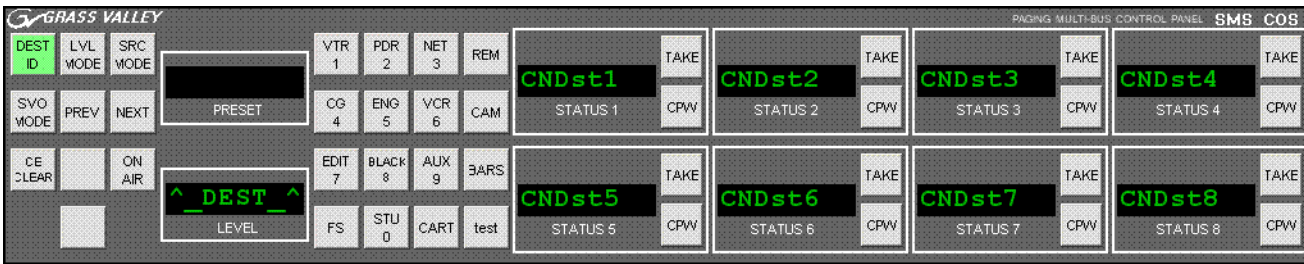 GRASS VALLEY
PAGING MULTI-BUS CONTROL PANEL SMS COS
DEST ID
LVL MODE
SRC MODE
SVO MODE
PREV
NEXT
CE CLEAR
ON AIR
PRESET
^_DEST_^
LEVEL
VTR 1
PDR 2
NET 3
REM
CG 4
ENG 5
VCR 6
CAM
EDIT 7
BLACK 8
AUX 9
BARS
FS
STU 0
CART
test
CNDst1
STATUS 1
TAKE
CPW
CNDst2
STATUS 2
TAKE
CPW
CNDst3
STATUS 3
TAKE
CPW
CNDst4
STATUS 4
TAKE
CPW
CNDst5
STATUS 5
TAKE
CPW
CNDst6
STATUS 6
TAKE
CPW
CNDst7
STATUS 7
TAKE
CPW
CNDst8
STATUS 8
TAKE
CPW